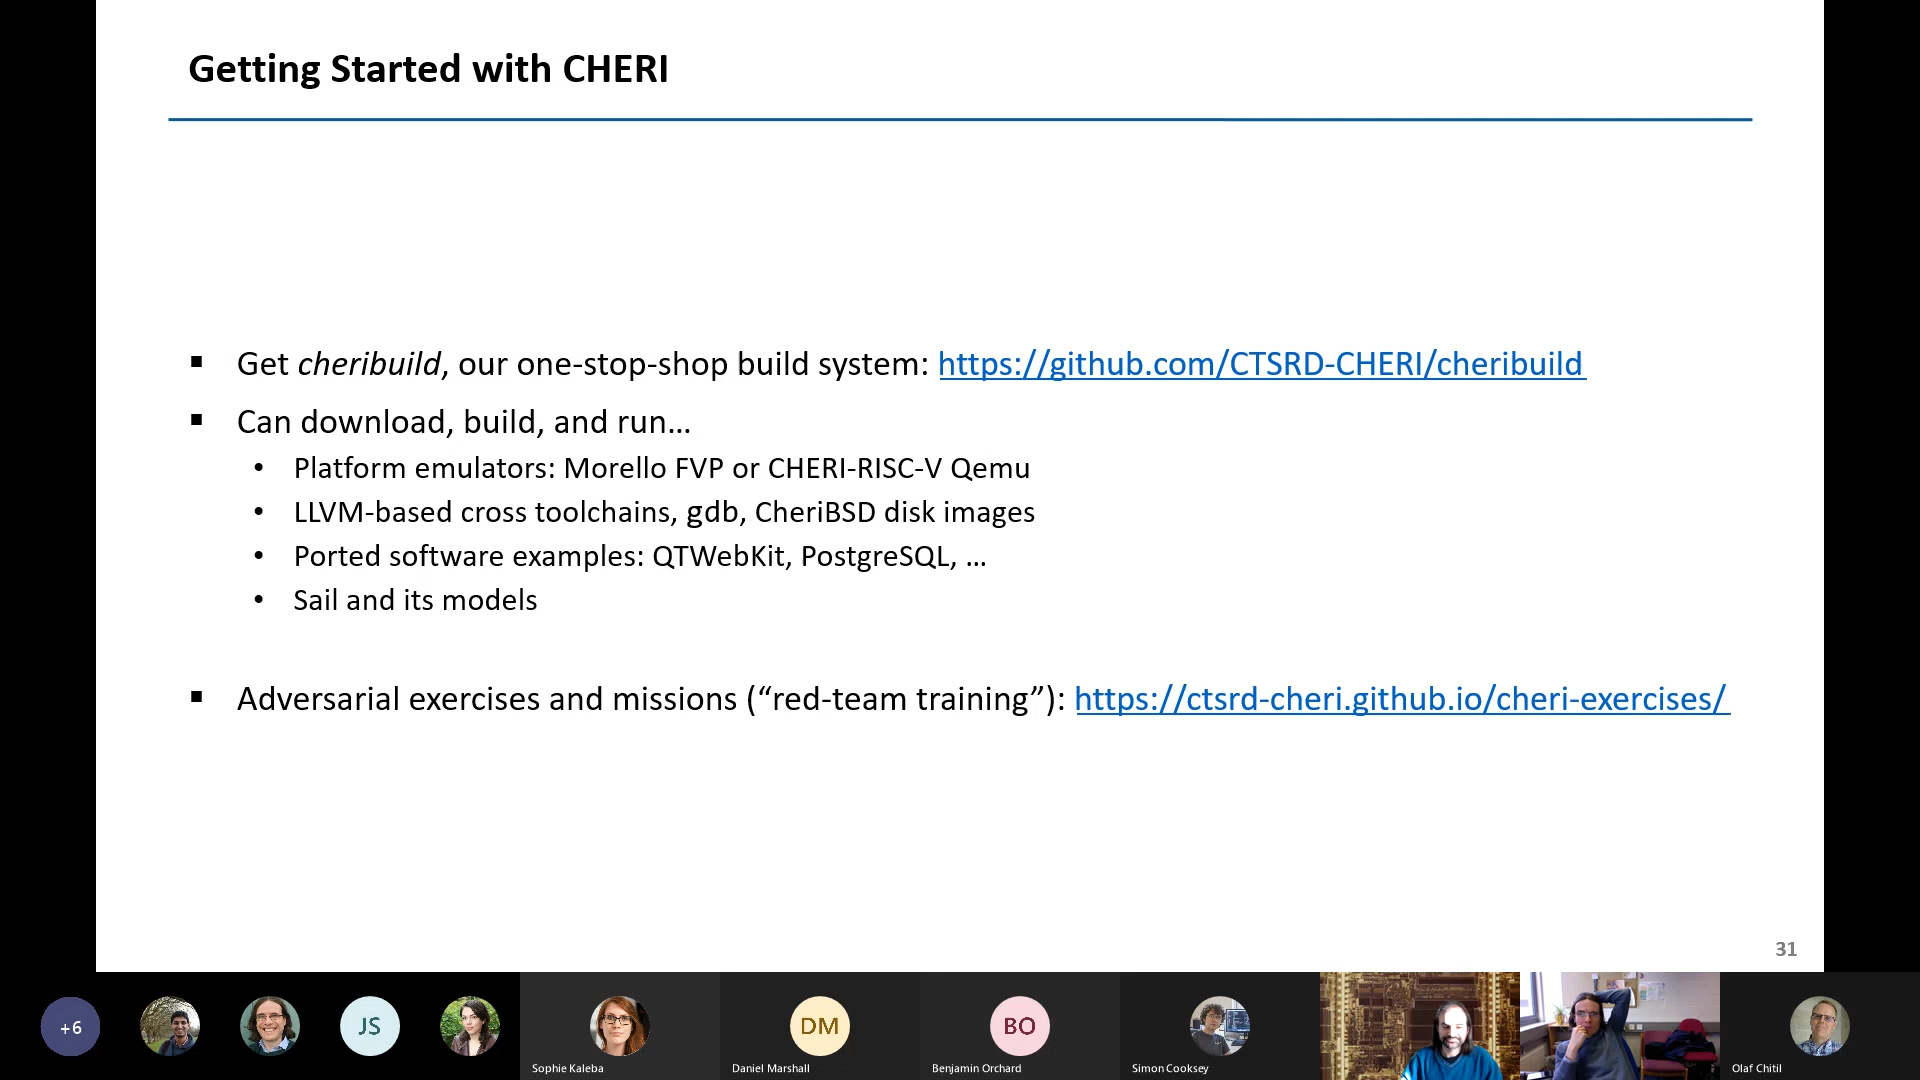 Getting Started with CHERI
▪ Get cheribuild, our one-stop-shop build system: https://github.com/CTSRD-CHERI/cheribuild
▪ Can download, build, and run…
• Platform emulators: Morello FVP or CHERI-RISC-V Qemu
• LLVM-based cross toolchains, gdb, CheriBSD disk images
• Ported software examples: QTWebKit, PostgreSQL, …
• Sail and its models
▪ Adversarial exercises and missions (“red-team training”): https://ctsrd-cheri.github.io/cheri-exercises/
31
+6
JS
DM
BO
Sophie Kaleba
Daniel Marshall
Benjamin Orchard
Simon Cooksey
Olaf Chitil